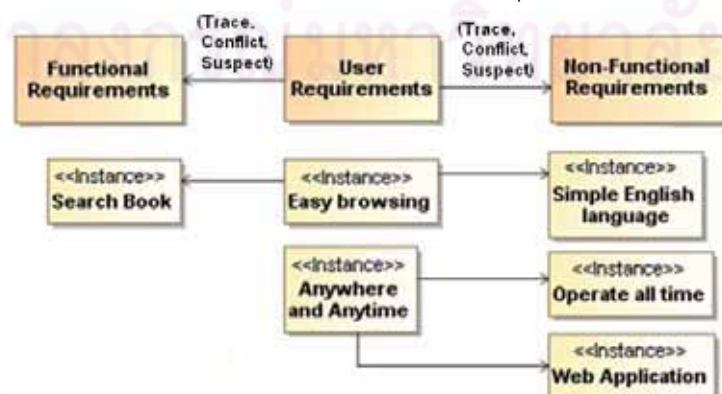 (Trace,
Conflict,
Suspect)
(Trace,
Conflict,
Suspect)
Functional
Requirements
User
Requirements
Non-Functional
Requirements
<<Instance>>
Search Book
<<Instance>>
Easy browsing
<<Instance>>
Simple English
language
<<Instance>>
Anywhere
and Anytime
<<Instance>>
Operate all time
<<Instance>>
Web Application